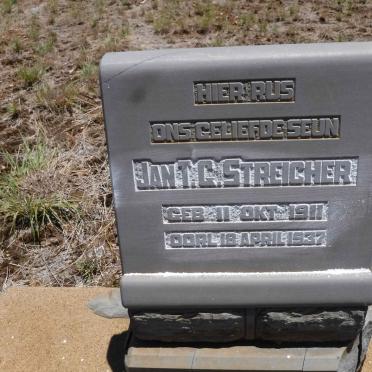 HIER RUS
ONS GELIEFDE SEUN
JAN T. C. STREICHER
GEB 11 OKT 1911
OORL 18 APRIL 1937